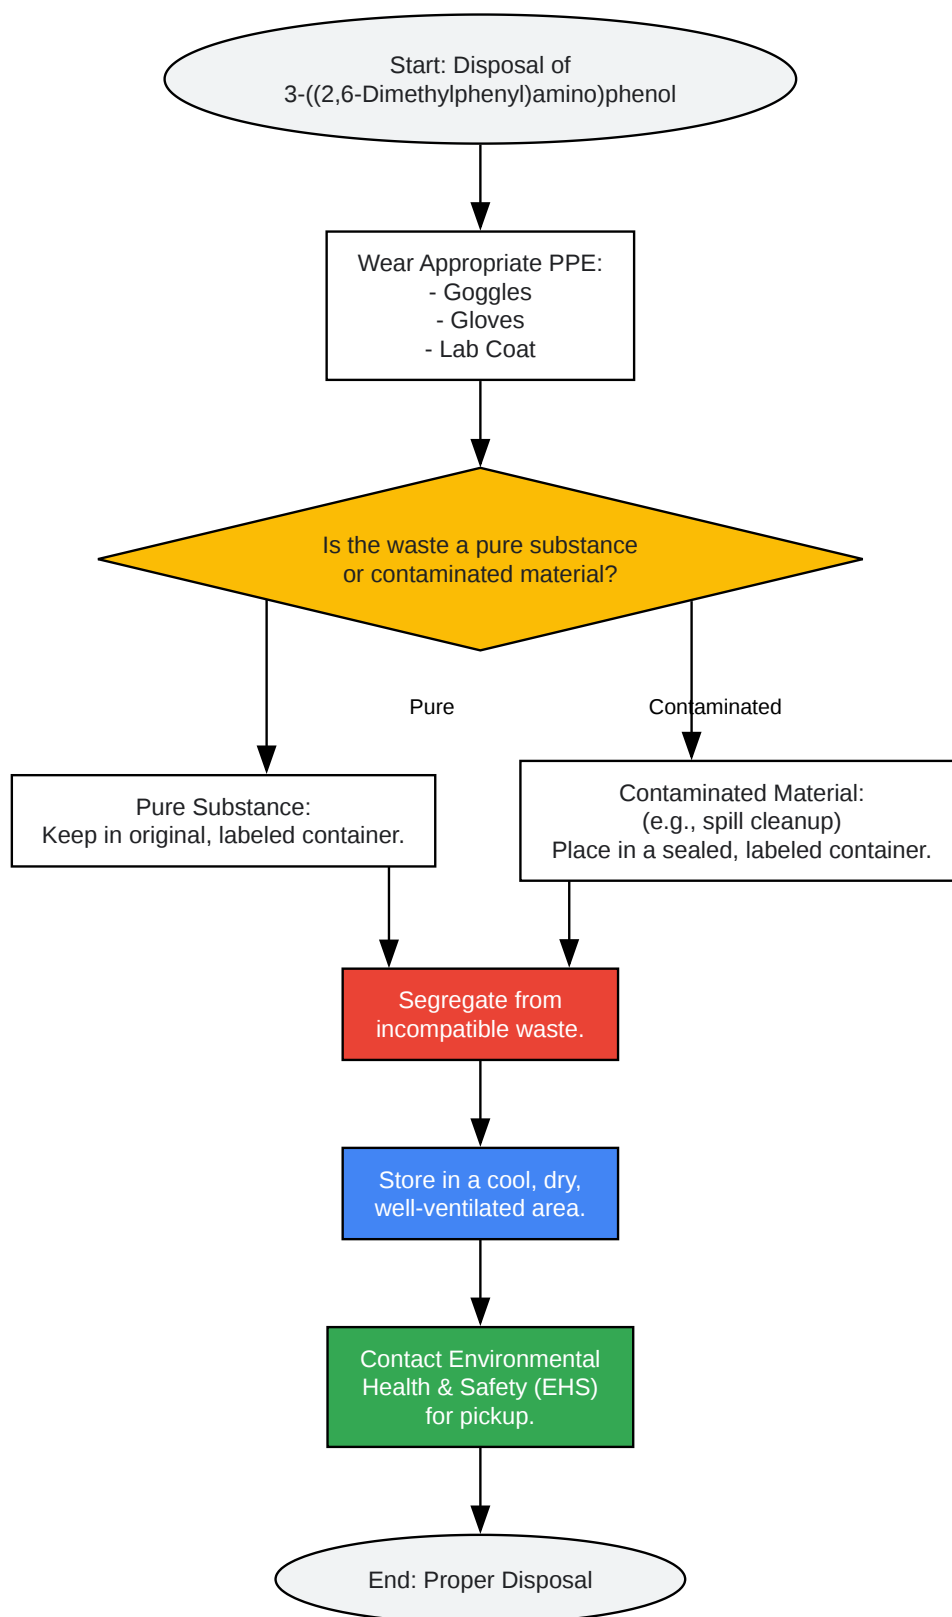 Start: Disposal of
3-((2,6-Dimethylphenyl)amino)phenol
Wear Appropriate PPE:
- Goggles
- Gloves
- Lab Coat
Is the waste a pure substance
or contaminated material?
Pure
Contaminated
Pure Substance:
Keep in original, labeled container.
Contaminated Material:
(e.g., spill cleanup)
Place in a sealed, labeled container.
Segregate from
incompatible waste.
Store in a cool, dry,
well-ventilated area.
Contact Environmental
Health & Safety (EHS)
for pickup.
End: Proper Disposal